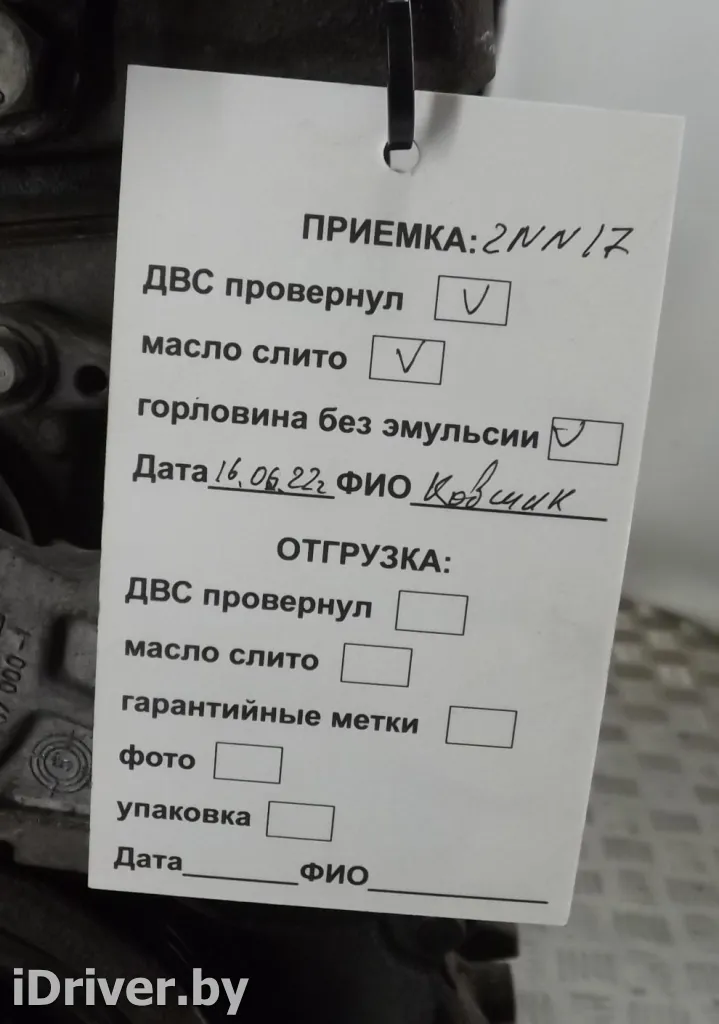 ПРИЕМКА: 2NN17
ДВС провернул
масло слито
горловина без эмульсии
Дата 16.06.22г ФИО Ковшик
ОТГРУЗКА:
ДВС провернул
масло слито
гарантийные метки
фото
упаковка
Дата ФИО
iDriver.by